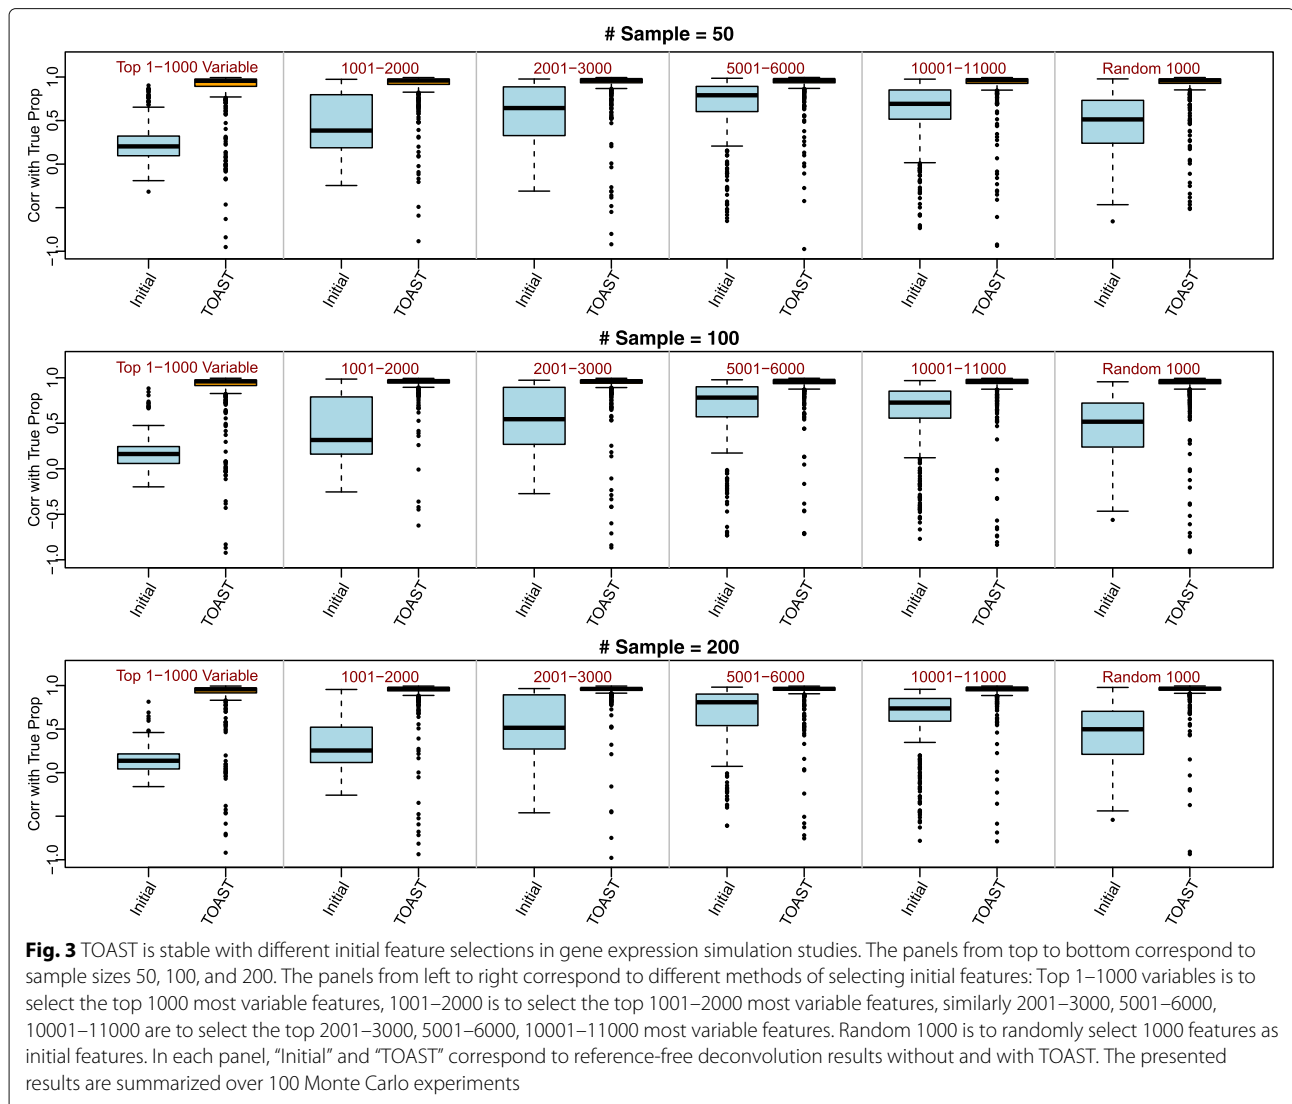 # Sample = 50
Top 1−1000 Variable
1001−2000
2001−3000
5001−6000
10001−11000
Random 1000
Corr with True Prop
1.0
0.5
0.0
−1.0
Initial
TOAST
Initial
TOAST
Initial
TOAST
Initial
TOAST
Initial
TOAST
Initial
TOAST
# Sample = 100
Top 1−1000 Variable
1001−2000
2001−3000
5001−6000
10001−11000
Random 1000
Corr with True Prop
1.0
0.5
0.0
−0.5
−1.0
Initial
TOAST
Initial
TOAST
Initial
TOAST
Initial
TOAST
Initial
TOAST
Initial
TOAST
# Sample = 200
Top 1−1000 Variable
1001−2000
2001−3000
5001−6000
10001−11000
Random 1000
Corr with True Prop
1.0
0.5
0.0
−1.0
Initial
TOAST
Initial
TOAST
Initial
TOAST
Initial
TOAST
Initial
TOAST
Initial
TOAST
Fig. 3 TOAST is stable with different initial feature selections in gene expression simulation studies. The panels from top to bottom correspond to
sample sizes 50, 100, and 200. The panels from left to right correspond to different methods of selecting initial features: Top 1–1000 variables is to
select the top 1000 most variable features, 1001–2000 is to select the top 1001–2000 most variable features, similarly 2001–3000, 5001–6000,
10001–11000 are to select the top 2001–3000, 5001–6000, 10001–11000 most variable features. Random 1000 is to randomly select 1000 features as
initial features. In each panel, “Initial” and “TOAST” correspond to reference-free deconvolution results without and with TOAST. The presented
results are summarized over 100 Monte Carlo experiments